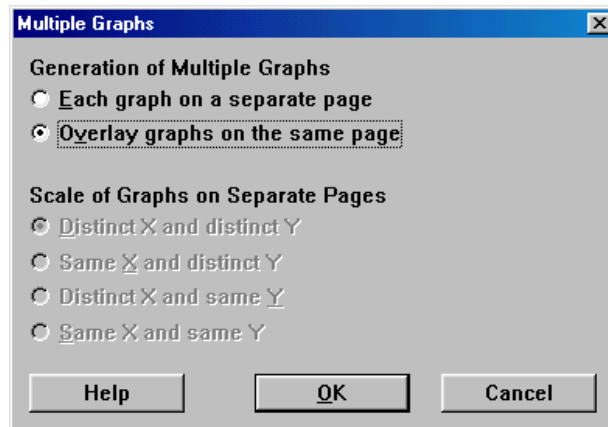 Multiple Graphs
Generation of Multiple Graphs
Each graph on a separate page
Overlay graphs on the same page
Scale of Graphs on Separate Pages
Distinct X and distinct Y
Same X and distinct Y
Distinct X and same Y
Same X and same Y
Help OK Cancel